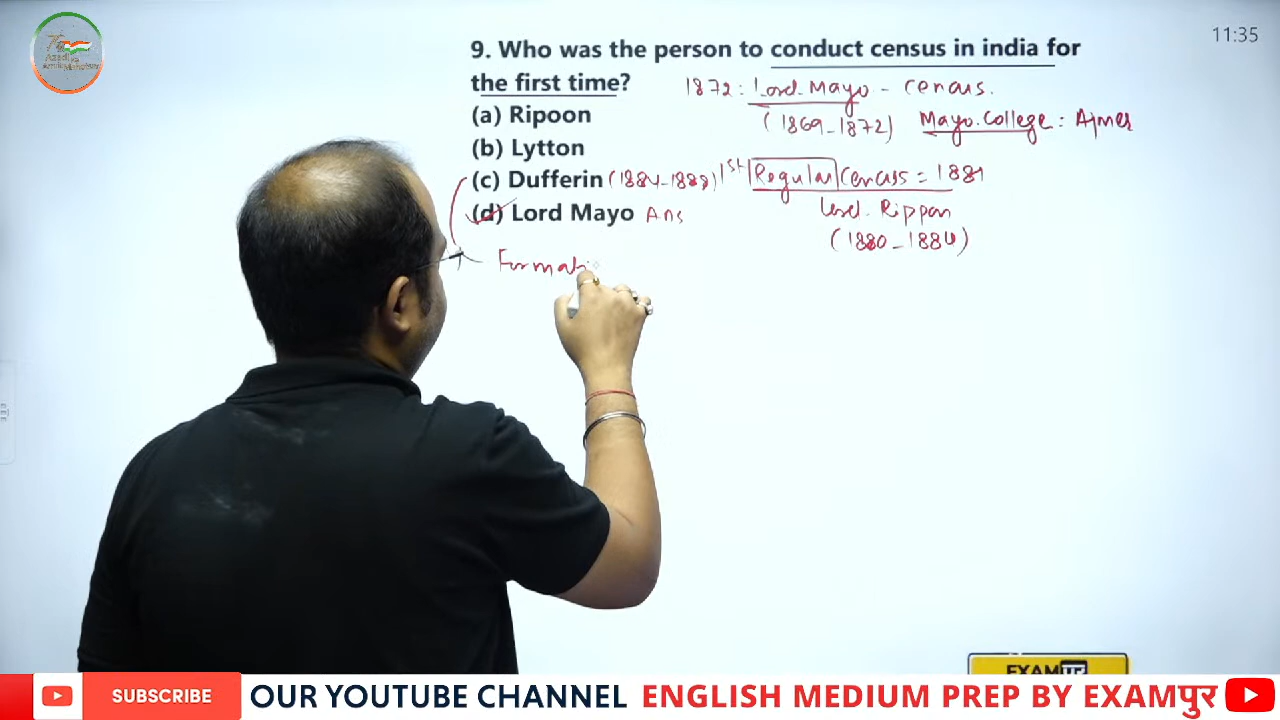 11:35
9. Who was the person to conduct census in india for
the first time?
1872: Lord Mayo - Census.
(1869-1872) Mayo College: Ajmer
(a) Ripoon
(b) Lytton
(c) Dufferin (1884-1888) 1st Regular Census = 1881
(d) Lord Mayo Ans
Lord. Rippon
(1880-1884)
Formati
EXAMपुर
SUBSCRIBE OUR YOUTUBE CHANNEL ENGLISH MEDIUM PREP BY EXAMपुर